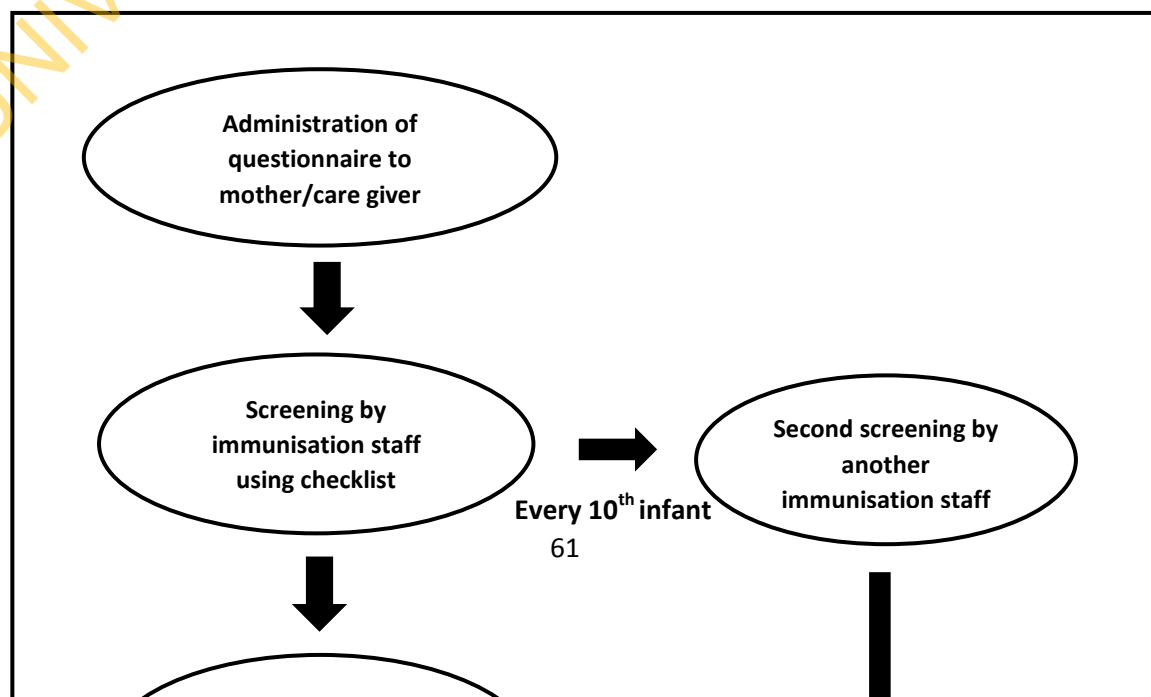 Administration of
questionnaire to
mother/care giver
Screening by
immunisation staff
using checklist
Every 10th infant
Second screening by
another
immunisation staff
61